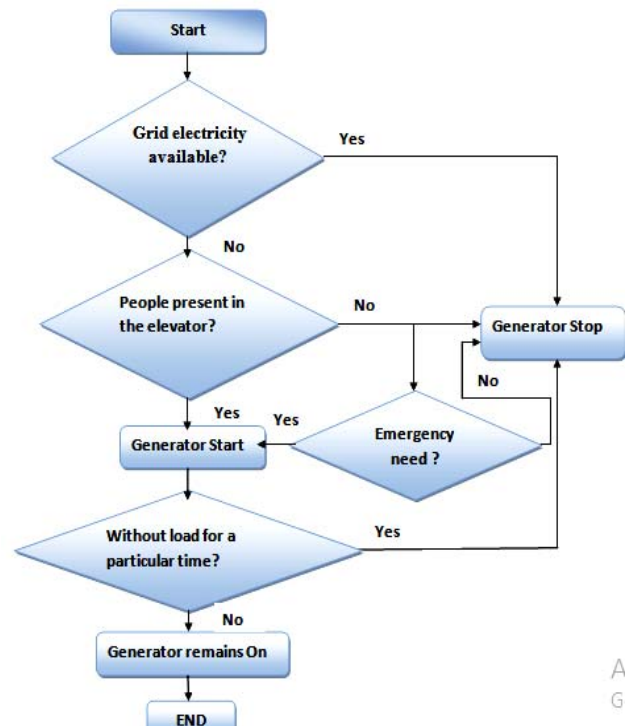 Start
Grid electricity
available?
Yes
No
People present in
the elevator?
No
Generator Stop
No
Yes
Yes
Generator Start
Emergency
need ?
Without load for a
particular time?
Yes
No
Generator remains On
END
A
G